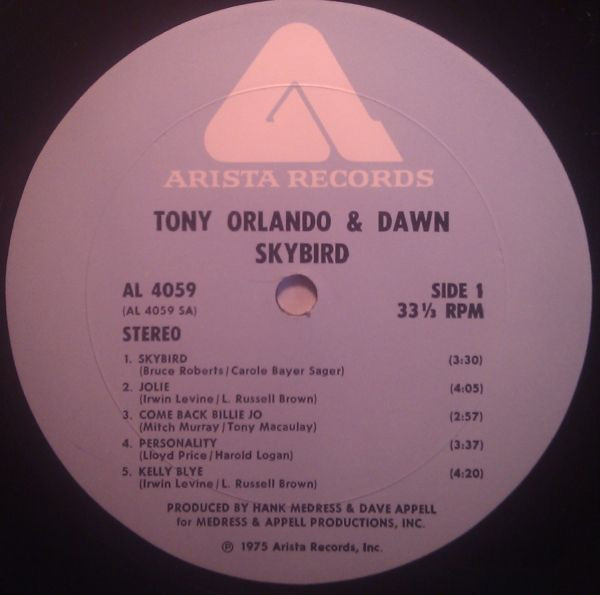 ARISTA RECORDS
TONY ORLANDO & DAWN
SKYBIRD
AL 4059 SIDE 1
(AL 4059 SA) 33⅓ RPM
STEREO
1. SKYBIRD (3:30)
(Bruce Roberts/Carole Bayer Sager)
2. JOLIE (4:05)
(Irwin Levine/L. Russell Brown)
3. COME BACK BILLIE JO (2:57)
(Mitch Murray/Tony Macaulay)
4. PERSONALITY (3:37)
(Lloyd Price/Harold Logan)
5. KELLY BLYE (4:20)
(Irwin Levine/L. Russell Brown)
PRODUCED BY HANK MEDRESS & DAVE APPELL
for MEDRESS & APPELL PRODUCTIONS, INC.
℗ 1975 Arista Records, Inc.